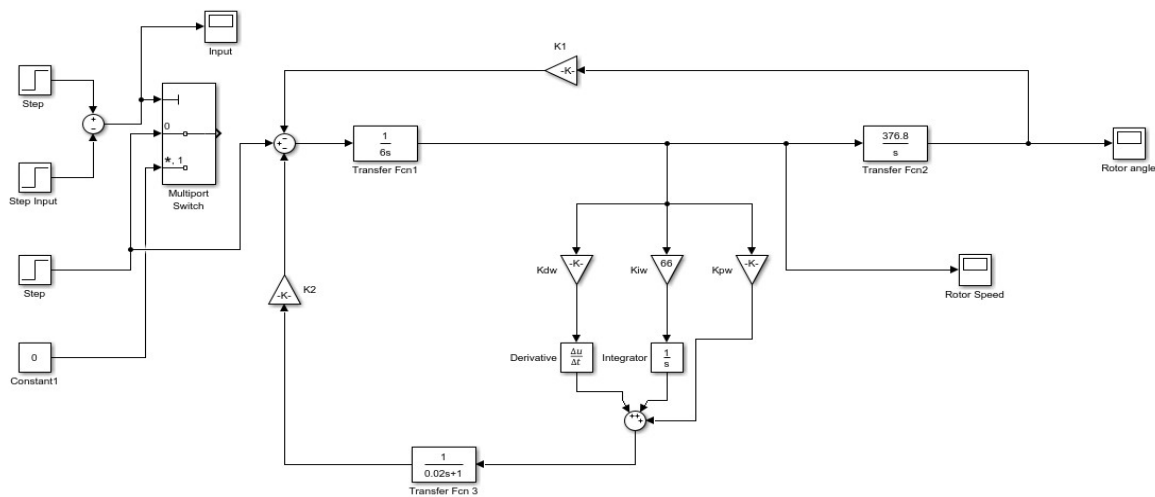 K1
-K-
Input
Step
+
−
Step Input
0
*, 1
Multiport
Switch
−
+
−
1
6s
Transfer Fcn1
376.8
s
Transfer Fcn2
Rotor angle
Step
K2
-K-
Kdw
-K-
Kiw
66
Kpw
-K-
Rotor Speed
0
Constant1
Derivative
Δu
Δt
Integrator
1
s
+
+
+
1
0.02s+1
Transfer Fcn 3